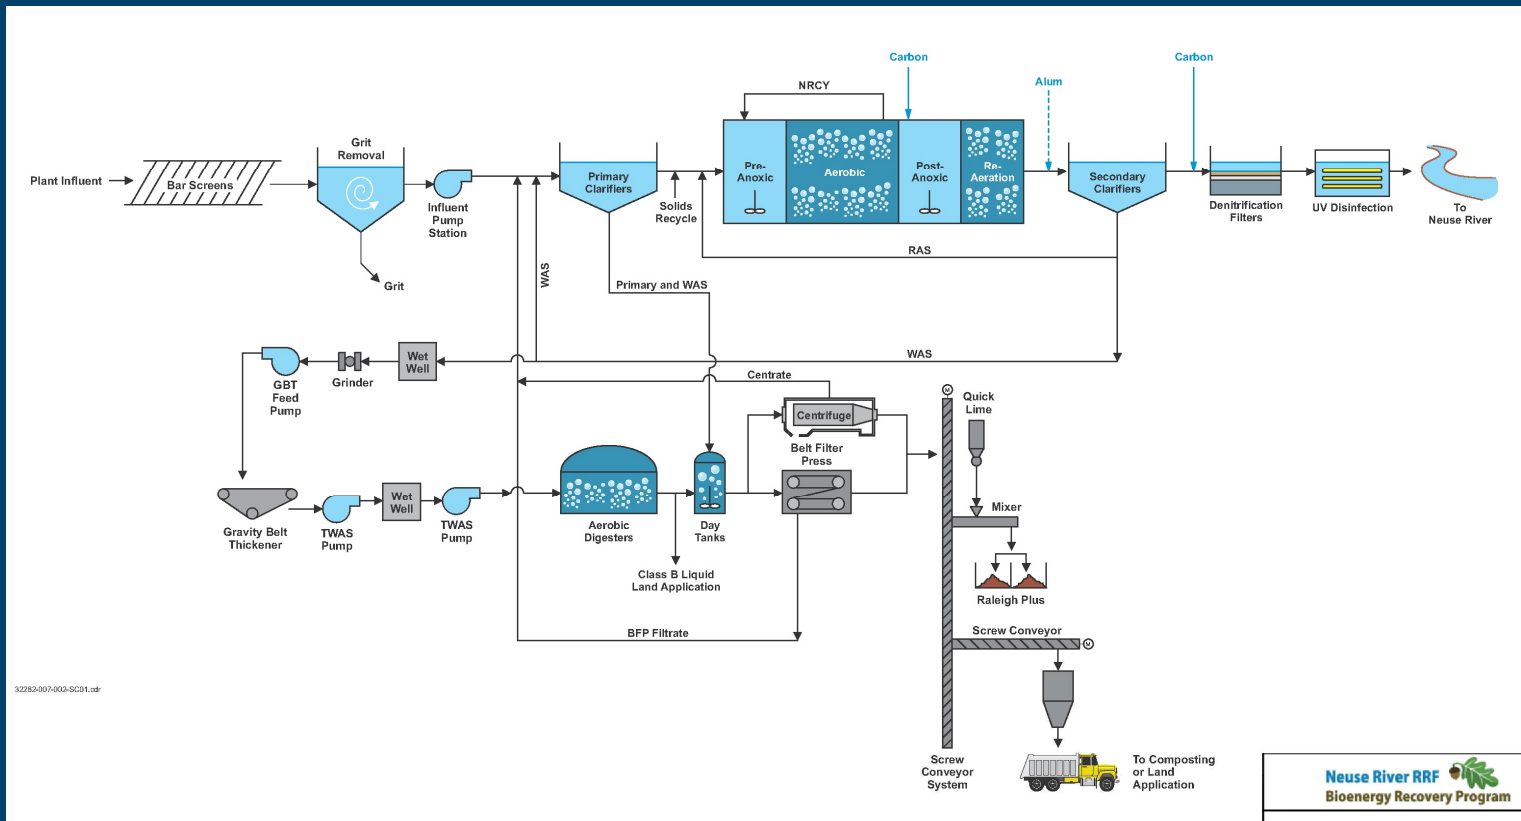 Carbon
Carbon
NRCY
Alum
Grit
Removal
Plant Influent
Bar Screens
Influent
Pump
Station
Primary
Clarifiers
Solids
Recycle
Pre-
Anoxic
Aerobic
Post-
Anoxic
Re-
Aeration
Secondary
Clarifiers
Denitrification
Filters
UV Disinfection
To
Neuse River
RAS
WAS
Grit
Primary and WAS
WAS
Wet
Well
Grinder
GBT
Feed
Pump
Centrate
Centrifuge
Belt Filter
Press
M
Quick
Lime
Mixer
Raleigh Plus
Gravity Belt
Thickener
TWAS
Pump
Wet
Well
TWAS
Pump
Aerobic
Digesters
Day
Tanks
Class B Liquid
Land Application
BFP Filtrate
Screw Conveyor
M
Screw
Conveyor
System
To Composting
or Land
Application
32282-007-002-SC01.cdr
Neuse River RRF
Bioenergy Recovery Program